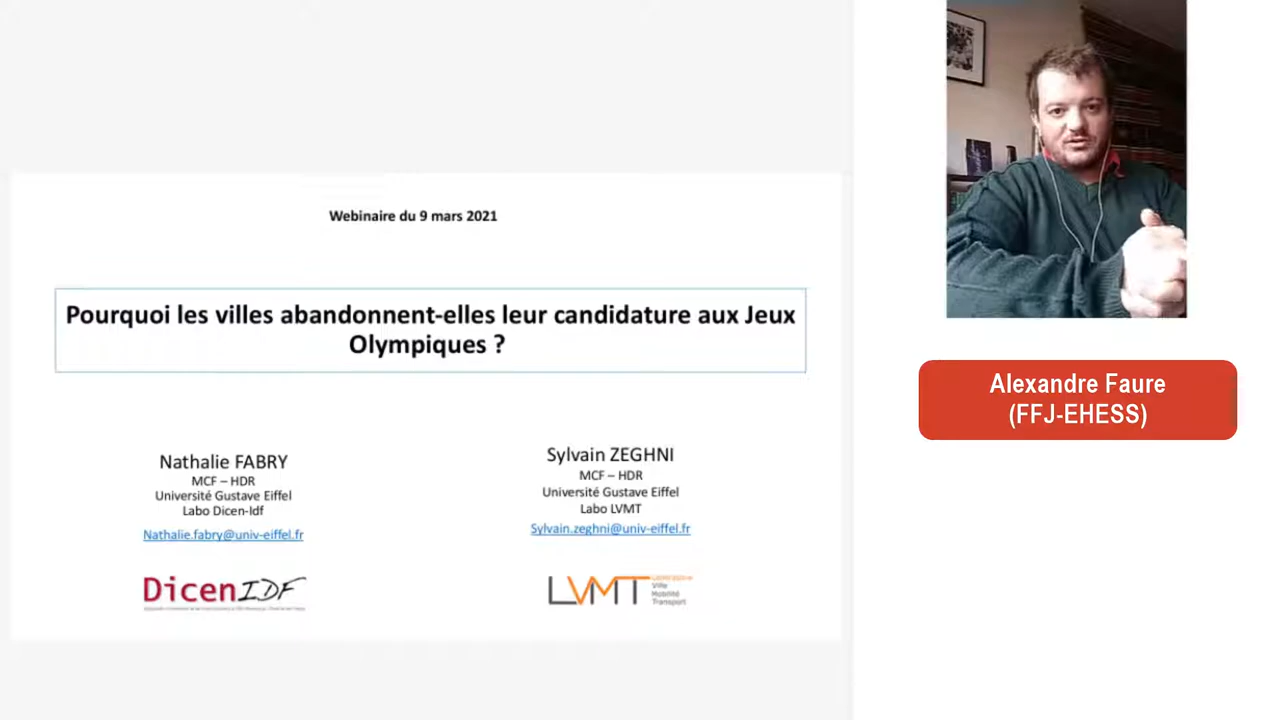 Webinaire du 9 mars 2021
Pourquoi les villes abandonnent-elles leur candidature aux Jeux
Olympiques ?
Nathalie FABRY
MCF – HDR
Université Gustave Eiffel
Labo Dicen-Idf
Nathalie.fabry@univ-eiffel.fr
Dicen IDF
Sylvain ZEGHNI
MCF – HDR
Université Gustave Eiffel
Labo LVMT
Sylvain.zeghni@univ-eiffel.fr
LVMT
Ville
Mobilité
Transport
Alexandre Faure
(FFJ-EHESS)